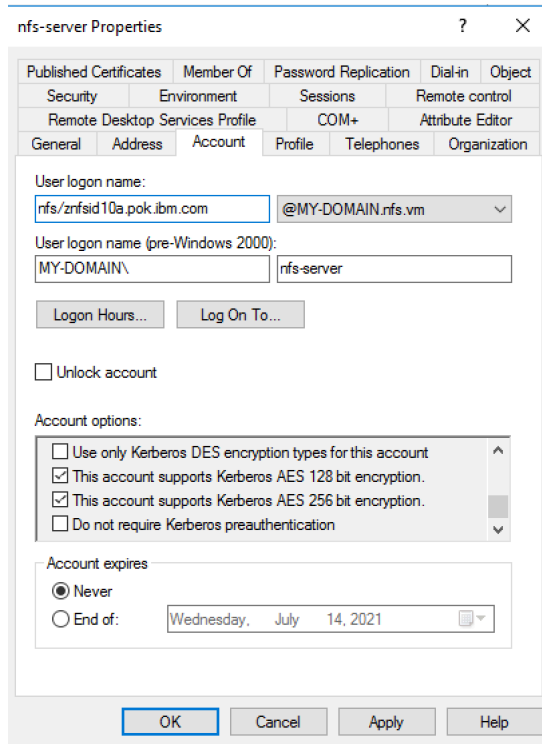 nfs-server Properties ? ×
Published Certificates Member Of Password Replication Dial-in Object
Security Environment Sessions Remote control
Remote Desktop Services Profile COM+ Attribute Editor
General Address Account Profile Telephones Organization
User logon name:
nfs/znfsid10a.pok.ibm.com @MY-DOMAIN.nfs.vm
User logon name (pre-Windows 2000):
MY-DOMAIN\ nfs-server
Logon Hours... Log On To...
Unlock account
Account options:
Use only Kerberos DES encryption types for this account
This account supports Kerberos AES 128 bit encryption.
This account supports Kerberos AES 256 bit encryption.
Do not require Kerberos preauthentication
Account expires
Never
End of: Wednesday, July 14, 2021
OK Cancel Apply Help